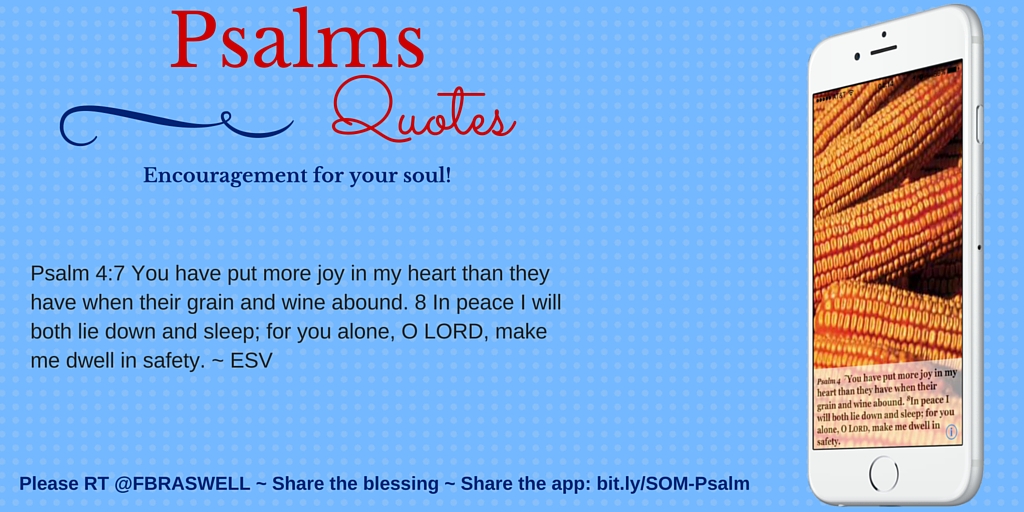 Psalms
Quotes
Encouragement for your soul!
Psalm 4:7 You have put more joy in my heart than they
have when their grain and wine abound. 8 In peace I will
both lie down and sleep; for you alone, O LORD, make
me dwell in safety. ~ ESV
Psalm 4 ⁷You have put more joy in my
heart than they have when their
grain and wine abound. ⁸In peace I
will both lie down and sleep; for you
alone, O LORD, make me dwell in
safety.
Please RT @FBRASWELL ~ Share the blessing ~ Share the app: bit.ly/SOM-Psalm